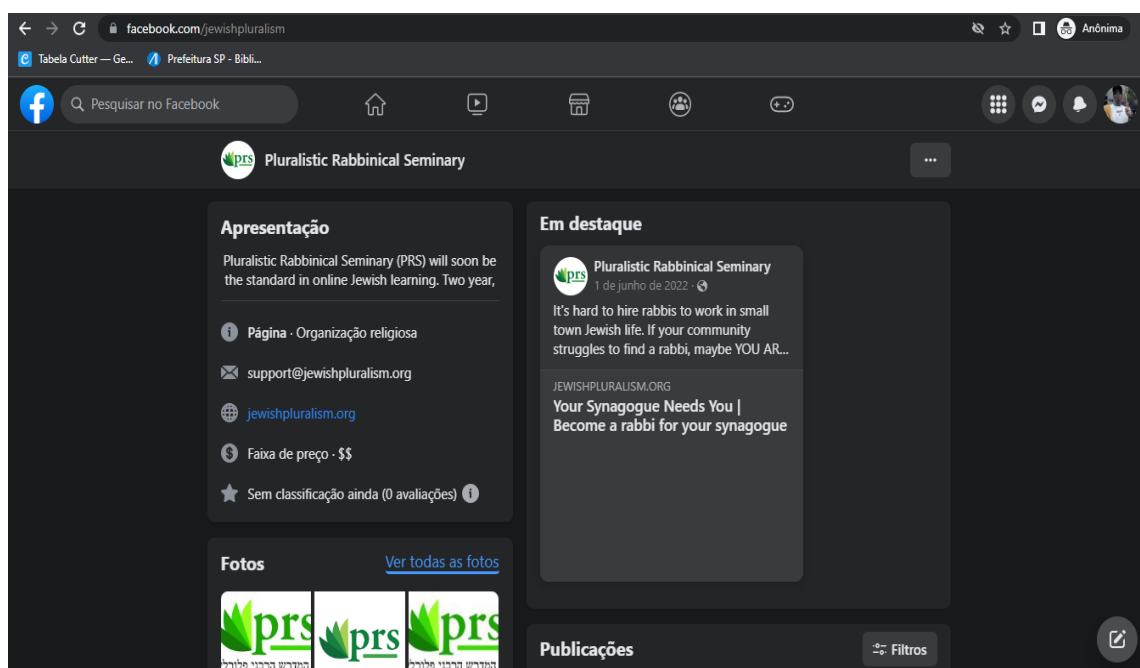 facebook.com/jewishpluralism
Anônima
Tabela Cutter — Ge...
Prefeitura SP - Bibli...
Pesquisar no Facebook
prs
Pluralistic Rabbinical Seminary
Apresentação
Pluralistic Rabbinical Seminary (PRS) will soon be
the standard in online Jewish learning. Two year,
Página · Organização religiosa
support@jewishpluralism.org
jewishpluralism.org
Faixa de preço · $$
Sem classificação ainda (0 avaliações)
Fotos
Ver todas as fotos
prs
prs
prs
Em destaque
prs
Pluralistic Rabbinical Seminary
1 de junho de 2022 ·
It's hard to hire rabbis to work in small
town Jewish life. If your community
struggles to find a rabbi, maybe YOU AR...
JEWISHPLURALISM.ORG
Your Synagogue Needs You |
Become a rabbi for your synagogue
Publicações
Filtros